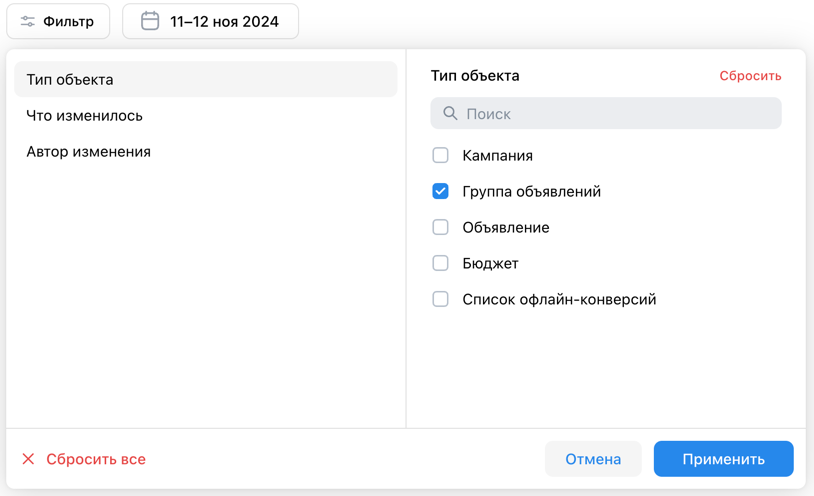 Фильтр
11–12 ноя 2024
Тип объекта
Что изменилось
Автор изменения
Тип объекта
Сбросить
Поиск
Кампания
Группа объявлений
Объявление
Бюджет
Список офлайн-конверсий
Сбросить все
Отмена
Применить